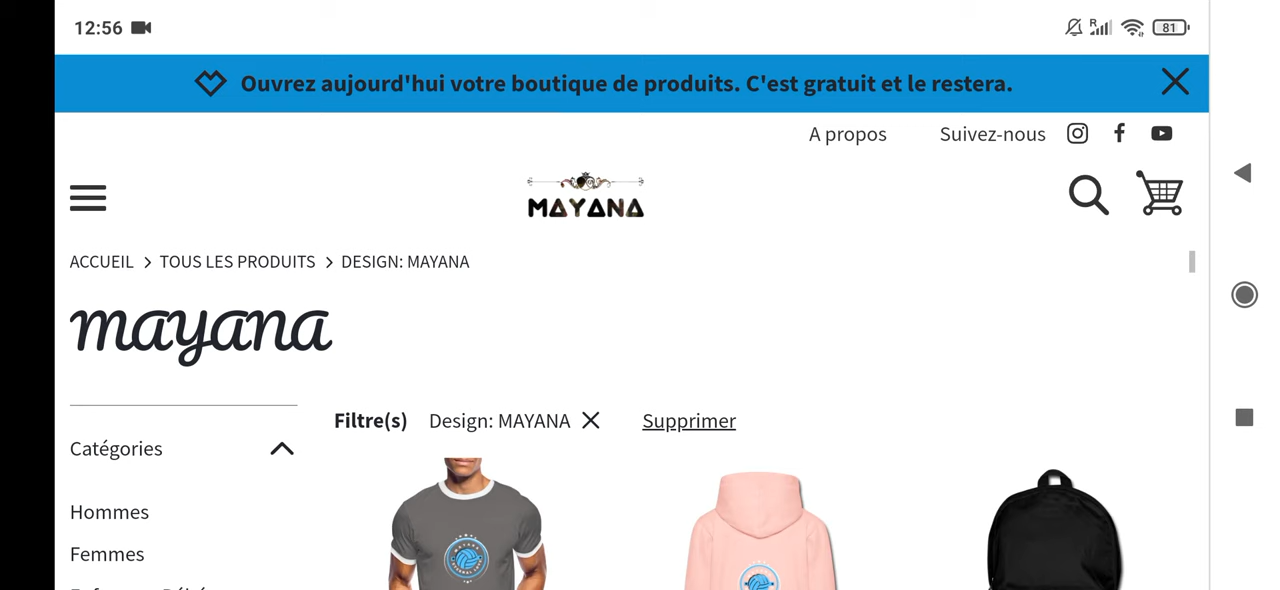 12:56
R
81
Ouvrez aujourd'hui votre boutique de produits. C'est gratuit et le restera.
A propos Suivez-nous
MAYANA
ACCUEIL > TOUS LES PRODUITS > DESIGN: MAYANA
mayana
Filtre(s) Design: MAYANA Supprimer
Catégories
Hommes
Femmes
MAYANA